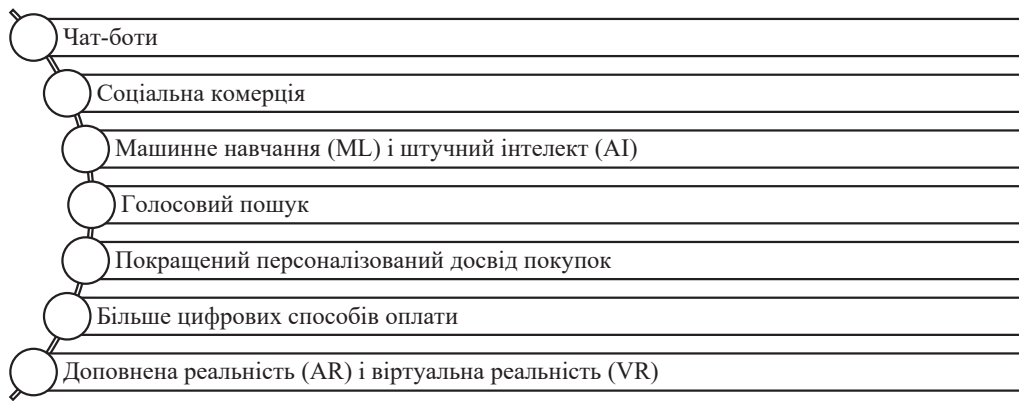 Чат-боти
Соціальна комерція
Машинне навчання (ML) і штучний інтелект (AI)
Голосовий пошук
Покращений персоналізований досвід покупок
Більше цифрових способів оплати
Доповнена реальність (AR) і віртуальна реальність (VR)